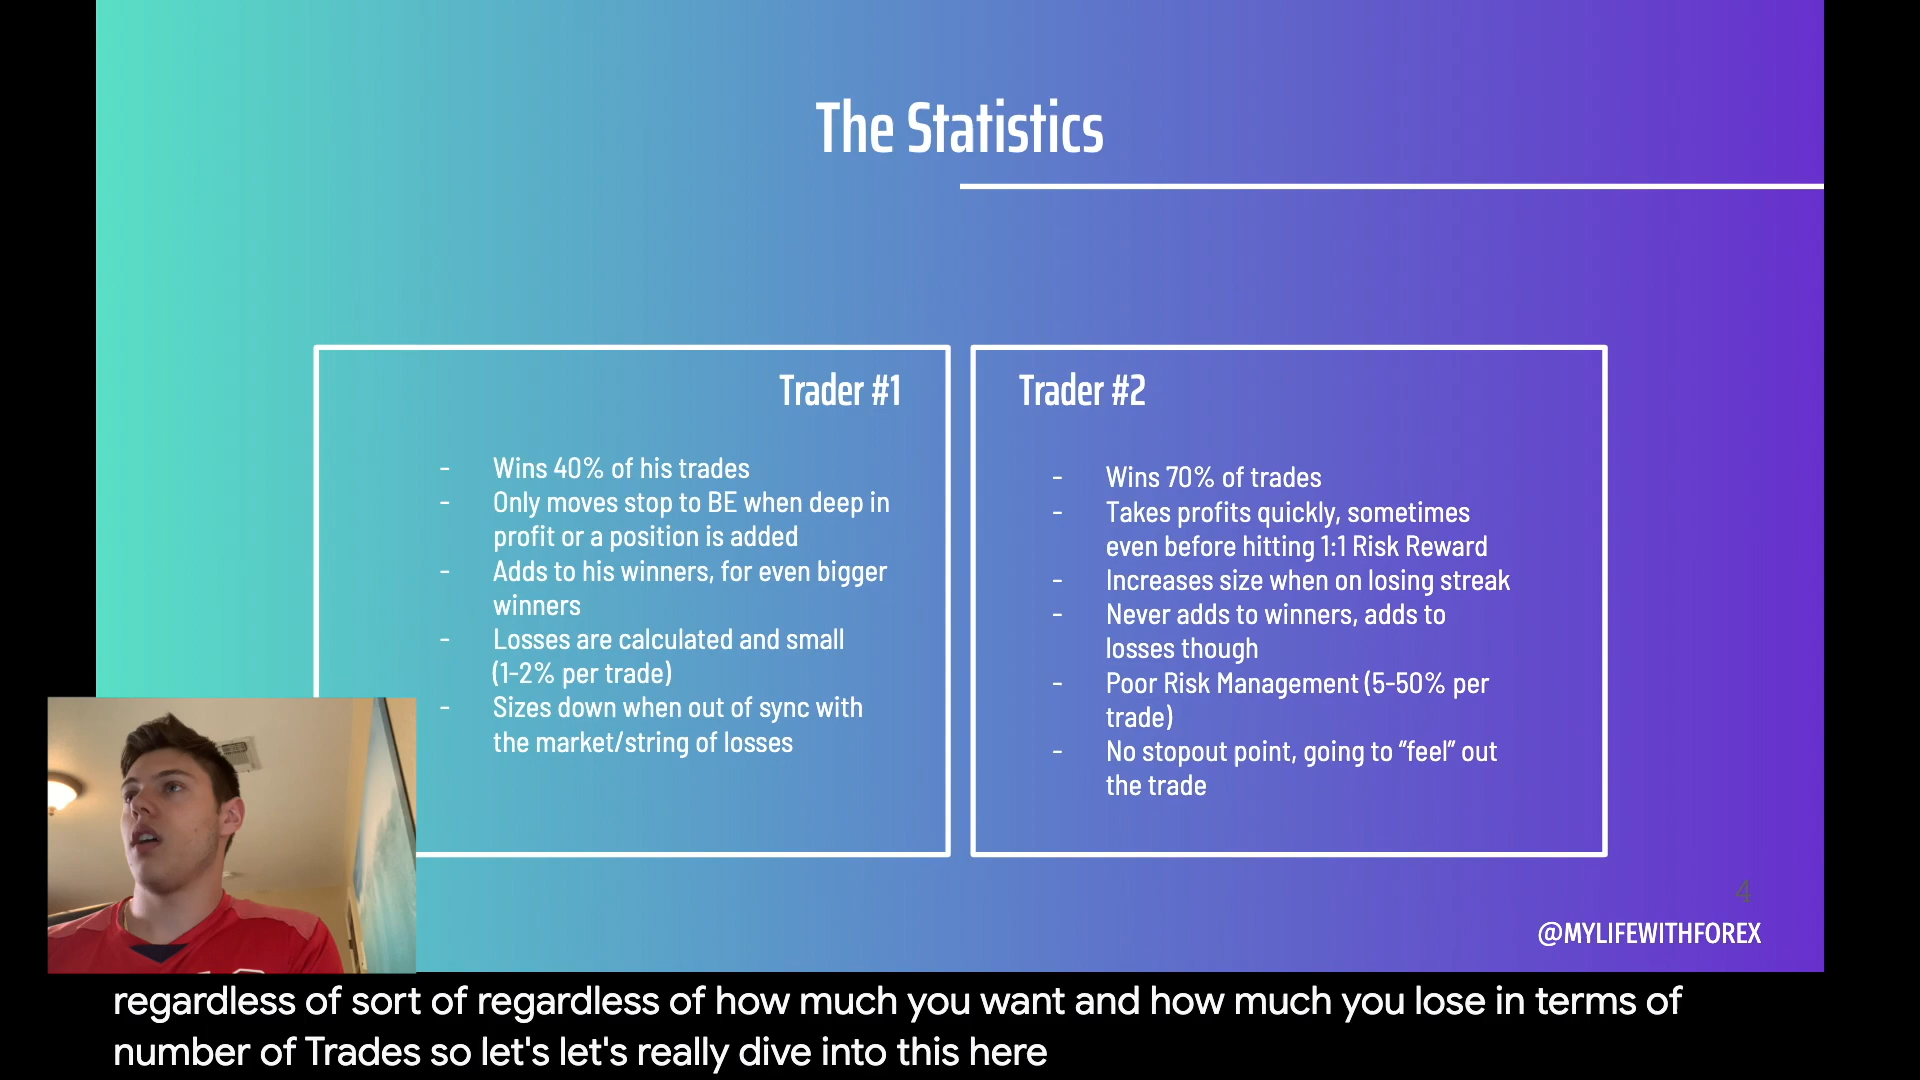 The Statistics
Trader #1
- Wins 40% of his trades
- Only moves stop to BE when deep in
profit or a position is added
- Adds to his winners, for even bigger
winners
- Losses are calculated and small
(1-2% per trade)
- Sizes down when out of sync with
the market/string of losses
Trader #2
- Wins 70% of trades
- Takes profits quickly, sometimes
even before hitting 1:1 Risk Reward
- Increases size when on losing streak
- Never adds to winners, adds to
losses though
- Poor Risk Management (5-50% per
trade)
- No stopout point, going to “feel” out
the trade
4
@MYLIFEWITHFOREX
regardless of sort of regardless of how much you want and how much you lose in terms of
number of Trades so let's let's really dive into this here